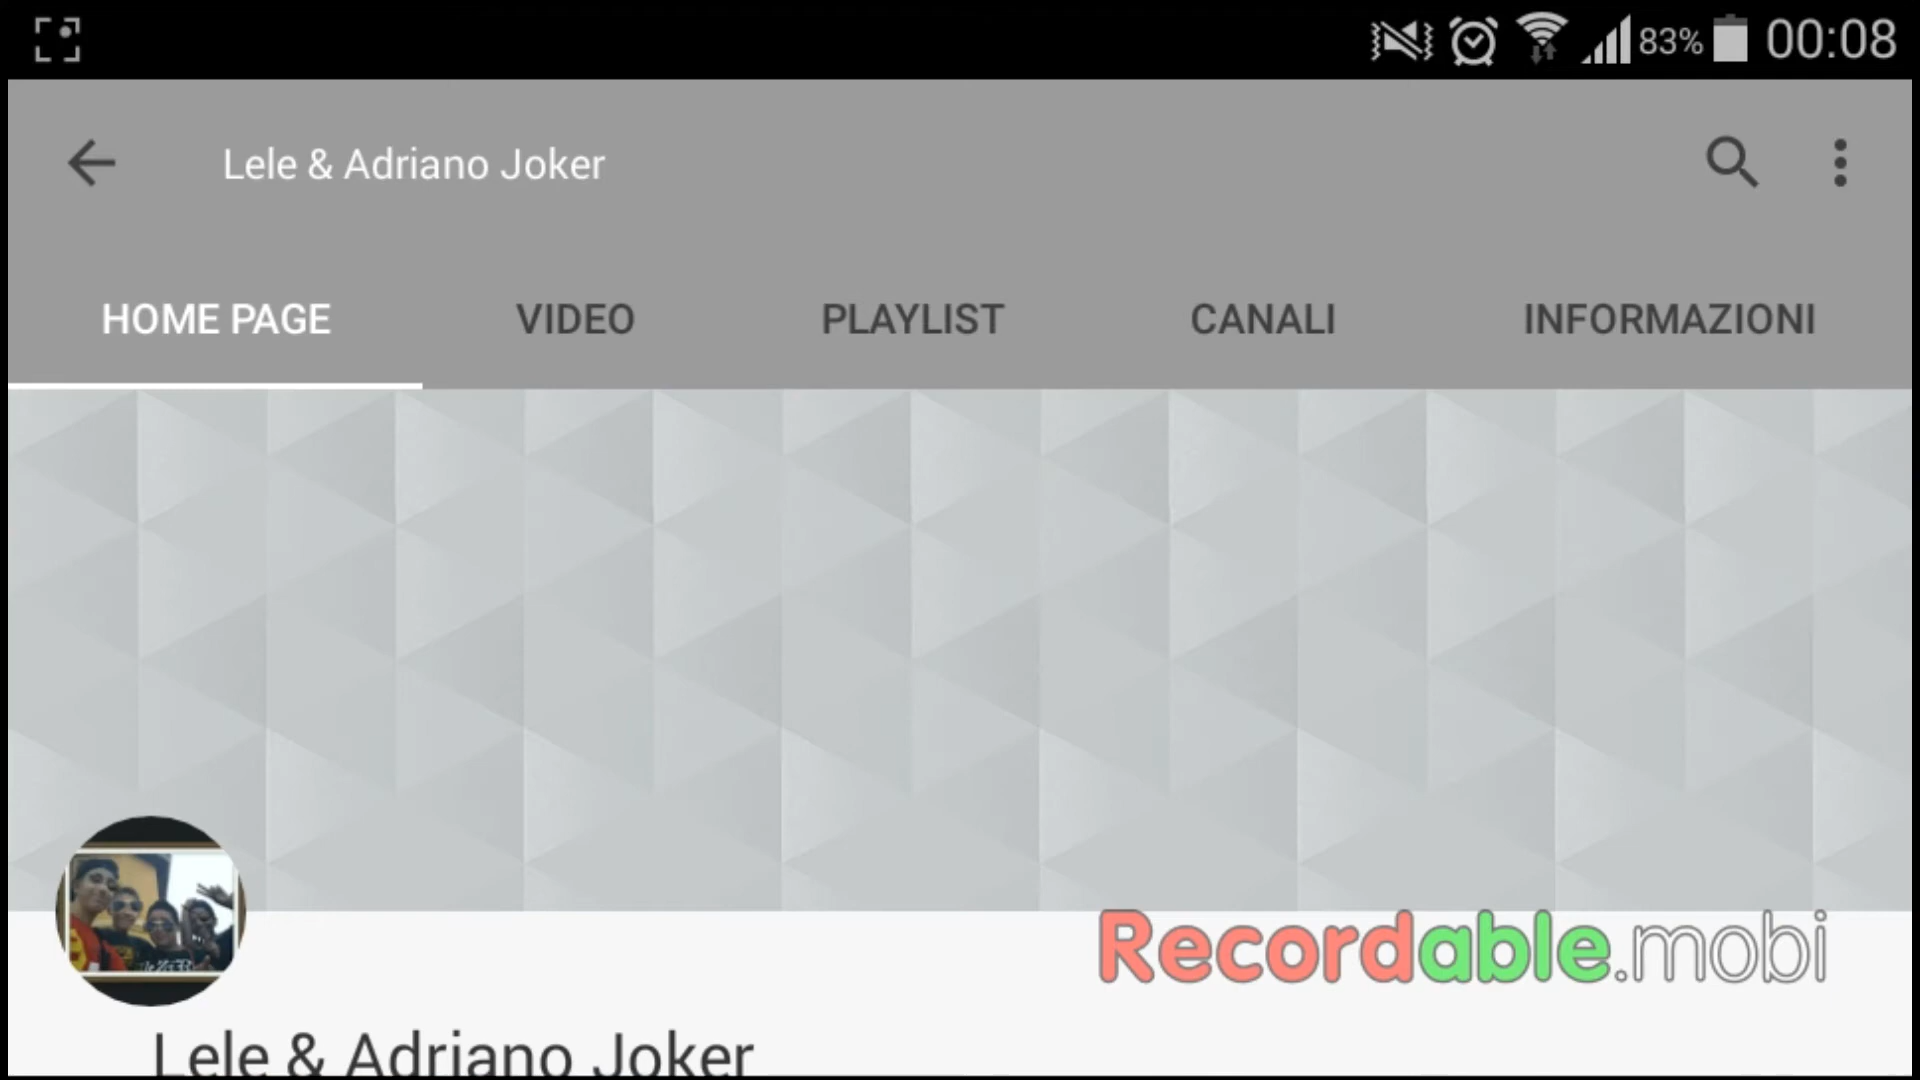 83% 00:08
Lele & Adriano Joker
HOME PAGE VIDEO PLAYLIST CANALI INFORMAZIONI
Recordable.mobi
Lele & Adriano Joker